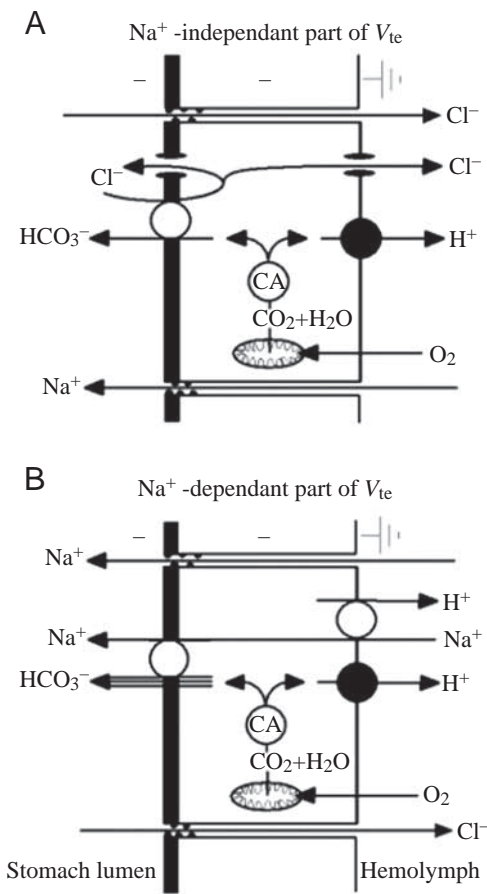 A
Na⁺ -independant part of Vte
– –
Cl⁻
Cl⁻
Cl⁻
HCO₃⁻
H⁺
CA
CO₂+H₂O
O₂
Na⁺
B
Na⁺ -dependant part of Vte
– –
Na⁺
H⁺
Na⁺ Na⁺
HCO₃⁻
H⁺
CA
CO₂+H₂O
O₂
Cl⁻
Stomach lumen Hemolymph